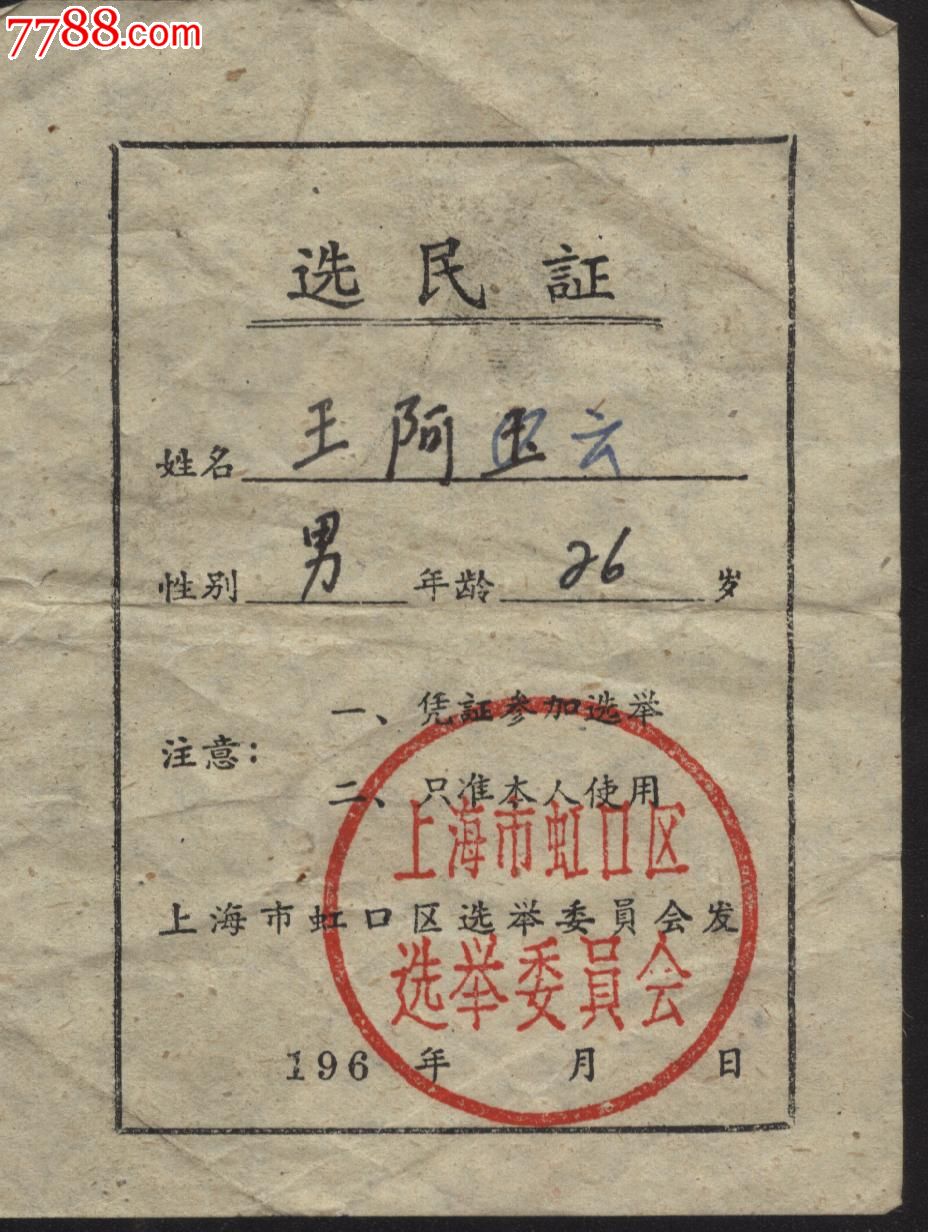 7788.com
选民証
姓名 王阿玉云
性别 男 年龄 26 岁
注意：
一、凭証参加选举
二、只准本人使用
上海市虹口区
上海市虹口区选举委員会发
选举委員会
196 年 月 日